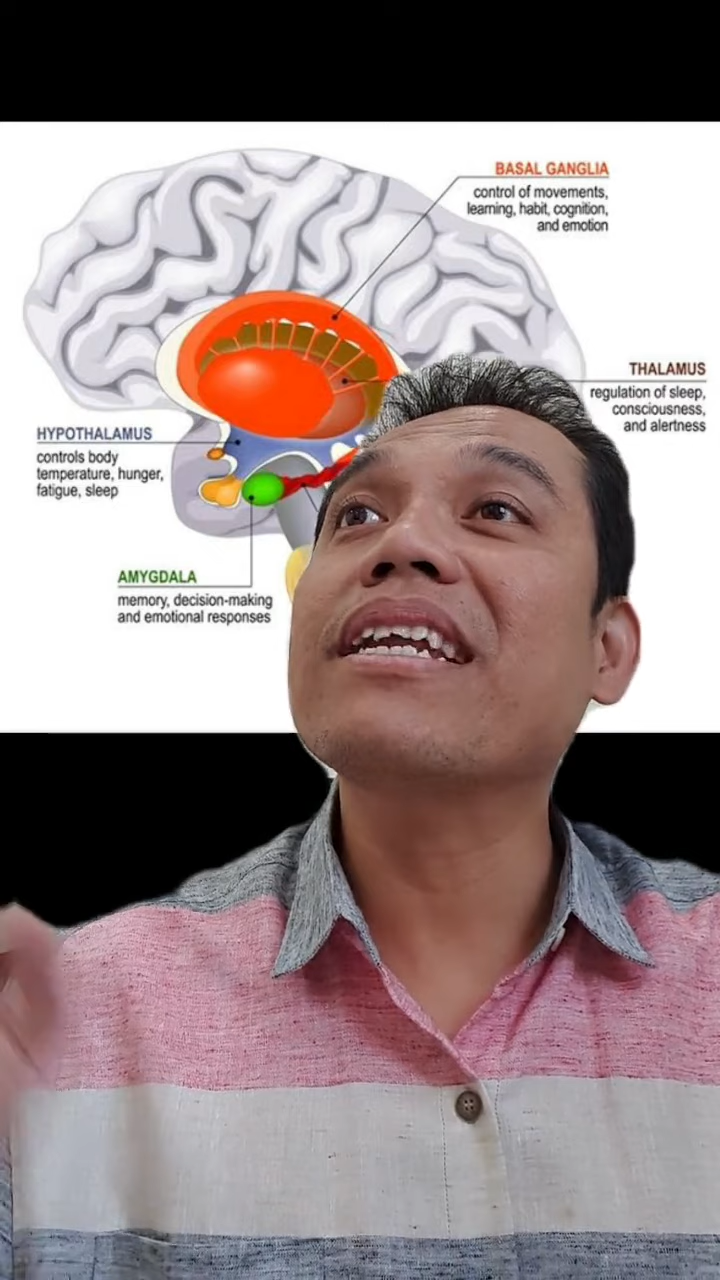 BASAL GANGLIA
control of movements,
learning, habit, cognition,
and emotion
THALAMUS
regulation of sleep,
consciousness,
and alertness
HYPOTHALAMUS
controls body
temperature, hunger,
fatigue, sleep
AMYGDALA
memory, decision-making
and emotional responses